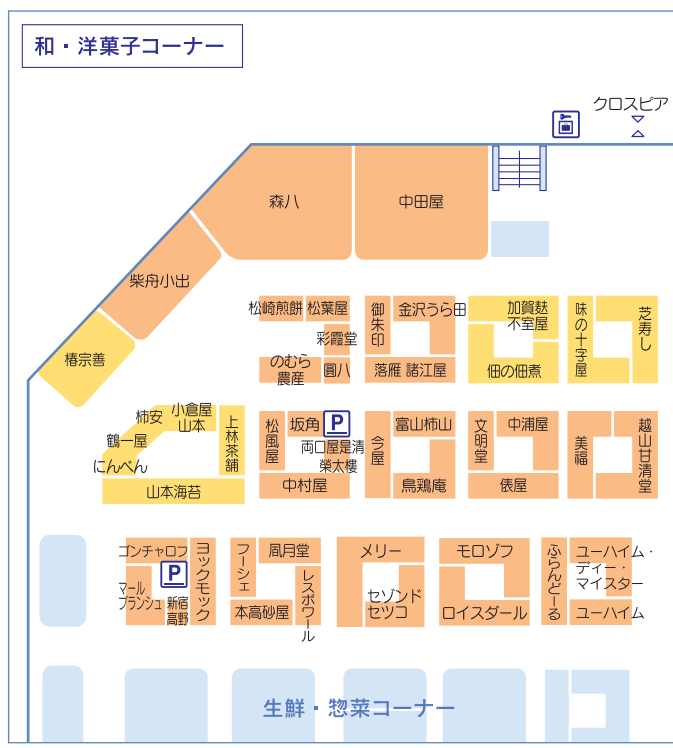 和・洋菓子コーナー
クロスピア
森八
中田屋
柴舟小出
椿宗善
松崎煎餅
松葉屋
彩霞堂
のむら
農産
圓八
御朱印
金沢うら田
落雁 諸江屋
加賀麸
不室屋
佃の佃煮
味の十字屋
芝寿し
柿安
小倉屋
山本
鶴一屋
にんべん
上林茶舗
山本海苔
松風屋
坂角
P
両口屋是清
榮太樓
中村屋
今屋
富山柿山
烏鶏庵
文明堂
中浦屋
俵屋
美福
越山甘清堂
ゴンチャロフ
P
マール
ブランシュ
新宿
高野
ヨックモック
フーシェ
凮月堂
本高砂屋
レスポワール
メリー
セゾンド
セツコ
モロゾフ
ロイスダール
ふらんどーる
ユーハイム・
ディー・
マイスター
ユーハイム
生鮮・惣菜コーナー